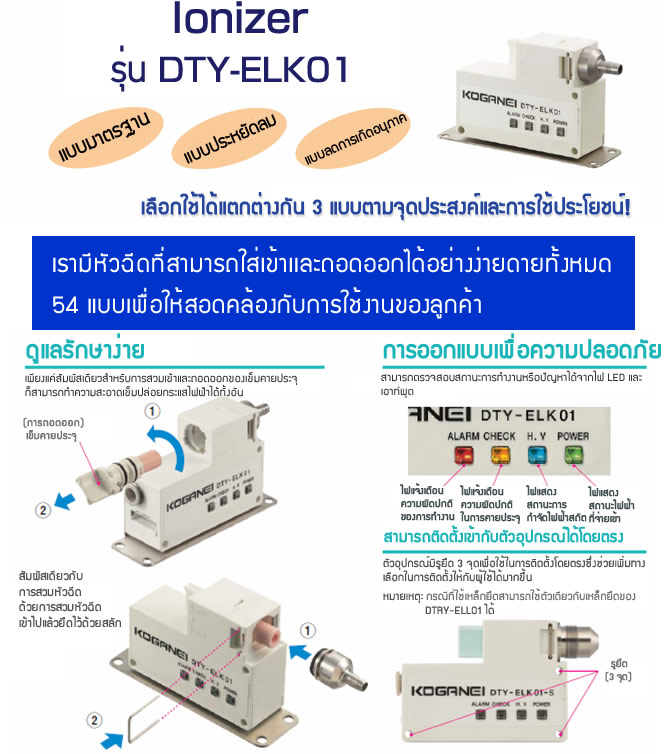 Ionizer
รุ่น DTY-ELK01
แบบมาตรฐาน
แบบประหยัดลม
แบบลดการเกิดอนุภาค
KOGANEI DTY-ELK01
ALARM CHECK H. V POWER
เลือกใช้ได้แตกต่างกัน 3 แบบตามจุดประสงค์และการใช้ประโยชน์!
เรามีหัวฉีดที่สามารถใส่เข้าและถอดออกได้อย่างง่ายดายทั้งหมด
54 แบบเพื่อให้สอดคล้องกับการใช้งานของลูกค้า
ดูแลรักษาง่าย
เพียงแค่สัมผัสเดียวสำหรับการสวมเข้าและถอดออกของเข็มคายประจุ
ก็สามารถทำความสะอาดเข็มปล่อยกระแสไฟฟ้าได้ทั้งอัน
(การถอดออก)
เข็มคายประจุ
1
2
KOGANEI DTY-ELK01
ALARM CHECK H. V POWER
สัมผัสเดียวกับ
การสวมหัวฉีด
ด้วยการสวมหัวฉีด
เข้าไปแล้วยึดไว้ด้วยสลัก
1
2
KOGANEI DTY-ELK01
ALARM CHECK H. V POWER
การออกแบบเพื่อความปลอดภัย
สามารถตรวจสอบสถานะการทำงานหรือปัญหาได้จากไฟ LED และ
เอาท์พุต
GANEI DTY-ELK01
ALARM CHECK H. V POWER
ไฟแจ้งเตือน
ความผิดปกติ
ของการทำงาน
ไฟแจ้งเตือน
ความผิดปกติ
ในการคายประจุ
ไฟแสดง
สถานะการ
กำจัดไฟฟ้าสถิต
ไฟแสดง
สถานะไฟฟ้า
ที่จ่ายเข้า
สามารถติดตั้งเข้ากับตัวอุปกรณ์ได้โดยตรง
ตัวอุปกรณ์มีรูยึด 3 จุดเพื่อใช้ในการติดตั้งโดยตรงซึ่งช่วยเพิ่มทาง
เลือกในการติดตั้งให้กับผู้ใช้ได้มากขึ้น
หมายเหตุ: กรณีที่ใช้เหล็กยึดสามารถใช้ตัวเดียวกับเหล็กยึดของ
DTRY-ELL01 ได้
รูยึด
(3 จุด)
KOGANEI DTY-ELK01-S
ALARM CHECK H. V POWER